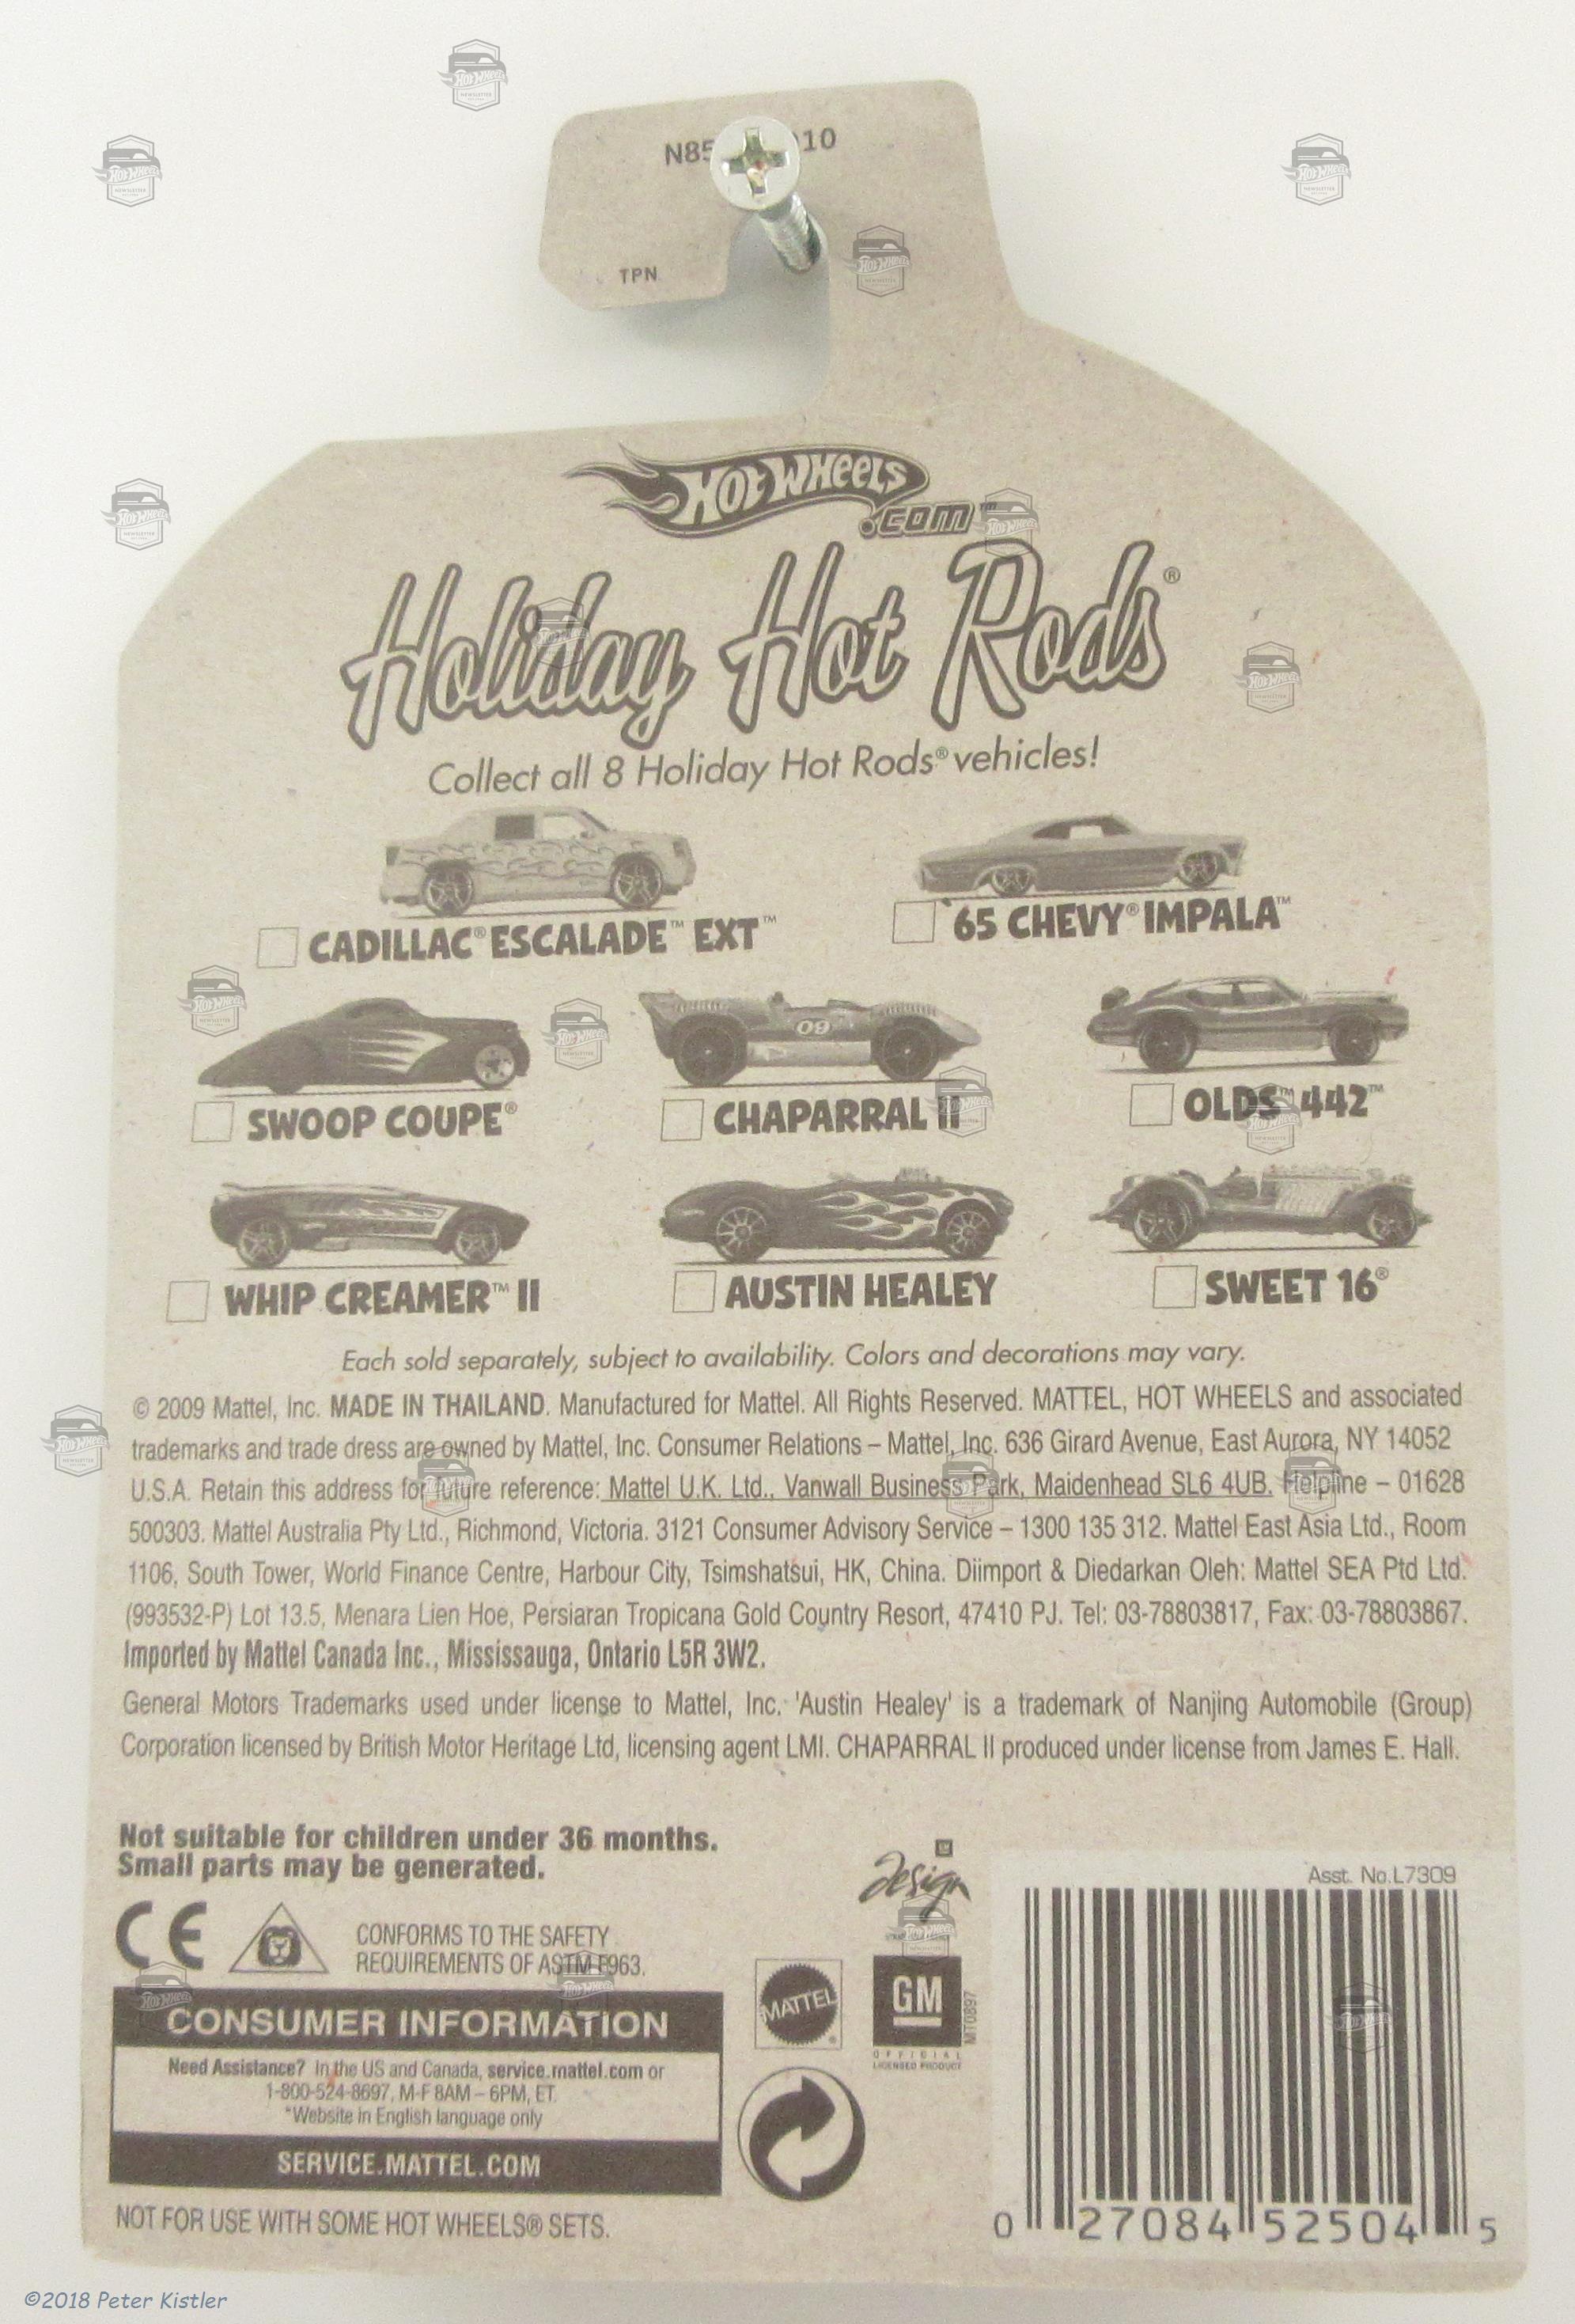 TPN
HOT WHEELS
.COM™
Holiday Hot Rods®
Collect all 8 Holiday Hot Rods® vehicles!
CADILLAC® ESCALADE™ EXT™
'65 CHEVY® IMPALA™
09
SWOOP COUPE®
CHAPARRAL II
OLDS™ 442™
WHIP CREAMER™ II
AUSTIN HEALEY
SWEET 16®
Each sold separately, subject to availability. Colors and decorations may vary.
© 2009 Mattel, Inc. MADE IN THAILAND. Manufactured for Mattel. All Rights Reserved. MATTEL, HOT WHEELS and associated
trademarks and trade dress are owned by Mattel, Inc. Consumer Relations – Mattel, Inc. 636 Girard Avenue, East Aurora, NY 14052
U.S.A. Retain this address for future reference: Mattel U.K. Ltd., Vanwall Business Park, Maidenhead SL6 4UB. Helpline – 01628
500303. Mattel Australia Pty Ltd., Richmond, Victoria. 3121 Consumer Advisory Service – 1300 135 312. Mattel East Asia Ltd., Room
1106, South Tower, World Finance Centre, Harbour City, Tsimshatsui, HK, China. Diimport & Diedarkan Oleh: Mattel SEA Ptd Ltd.
(993532-P) Lot 13.5, Menara Lien Hoe, Persiaran Tropicana Gold Country Resort, 47410 PJ. Tel: 03-78803817, Fax: 03-78803867.
Imported by Mattel Canada Inc., Mississauga, Ontario L5R 3W2.
General Motors Trademarks used under license to Mattel, Inc. 'Austin Healey' is a trademark of Nanjing Automobile (Group)
Corporation licensed by British Motor Heritage Ltd, licensing agent LMI. CHAPARRAL II produced under license from James E. Hall.
Not suitable for children under 36 months.
Small parts may be generated.
CE
CONFORMS TO THE SAFETY
REQUIREMENTS OF ASTM F963.
CONSUMER INFORMATION
Need Assistance? In the US and Canada, service.mattel.com or
1-800-524-8697, M-F 8AM – 6PM, ET.
*Website in English language only
SERVICE.MATTEL.COM
NOT FOR USE WITH SOME HOT WHEELS® SETS.
design
MATTEL
GM
MT0897
OFFICIAL
LICENSED PRODUCT
Asst. No.L7309
0 27084 52504 5
©2018 Peter Kistler